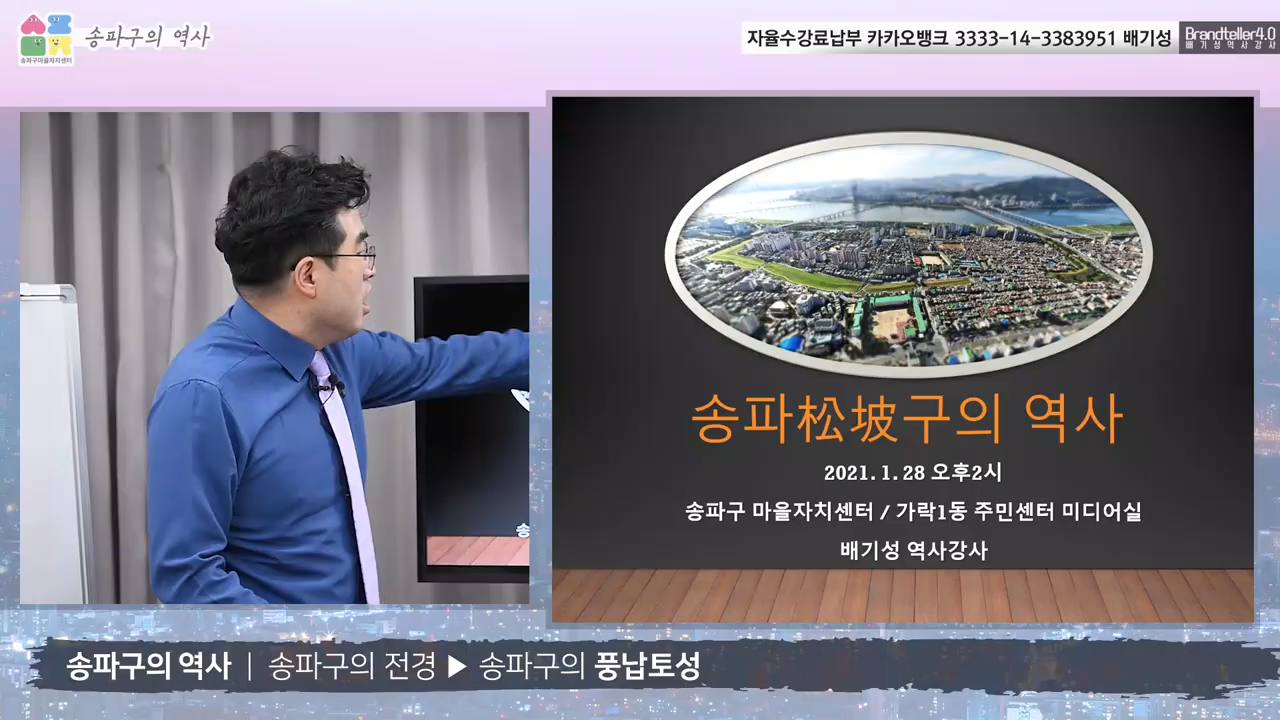 송파구의 역사
송파구마을자치센터
자율수강료납부 카카오뱅크 3333-14-3383951 배기성
Brandteller4.0
배기성역사강사
송파松坡구의 역사
2021. 1. 28 오후2시
송파구 마을자치센터 / 가락1동 주민센터 미디어실
배기성 역사강사
송
송파구의 역사 | 송파구의 전경 ▶ 송파구의 풍납토성